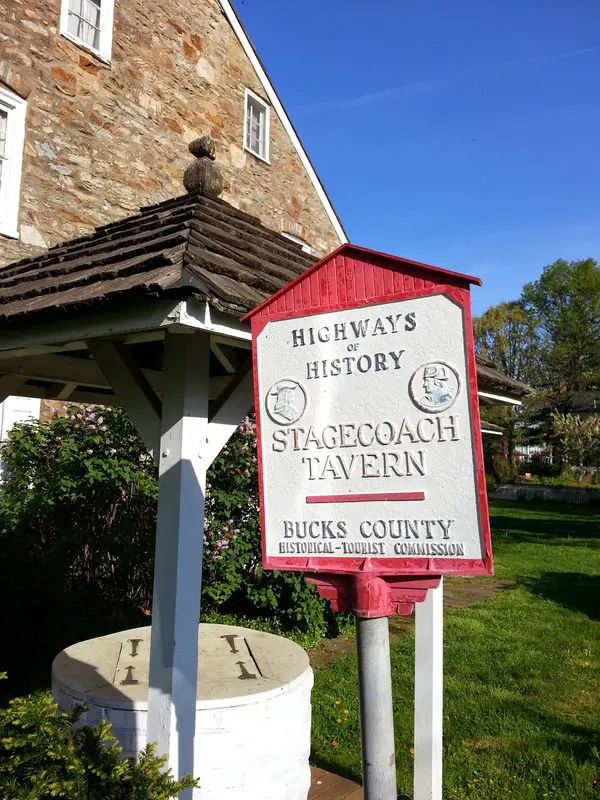 HIGHWAYS
OF
HISTORY
STAGECOACH
TAVERN
BUCKS COUNTY
HISTORICAL-TOURIST COMMISSION